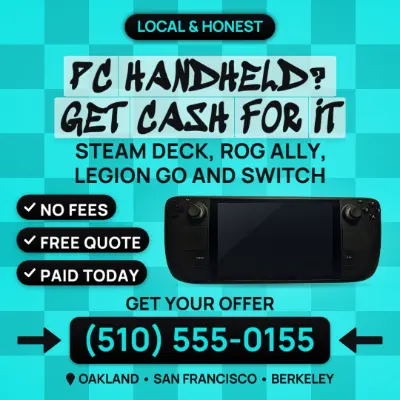 LOCAL & HONEST
PC HANDHELD?
GET CASH FOR IT
STEAM DECK, ROG ALLY,
LEGION GO AND SWITCH
NO FEES
FREE QUOTE
PAID TODAY
GET YOUR OFFER
(510) 555-0155
OAKLAND • SAN FRANCISCO • BERKELEY